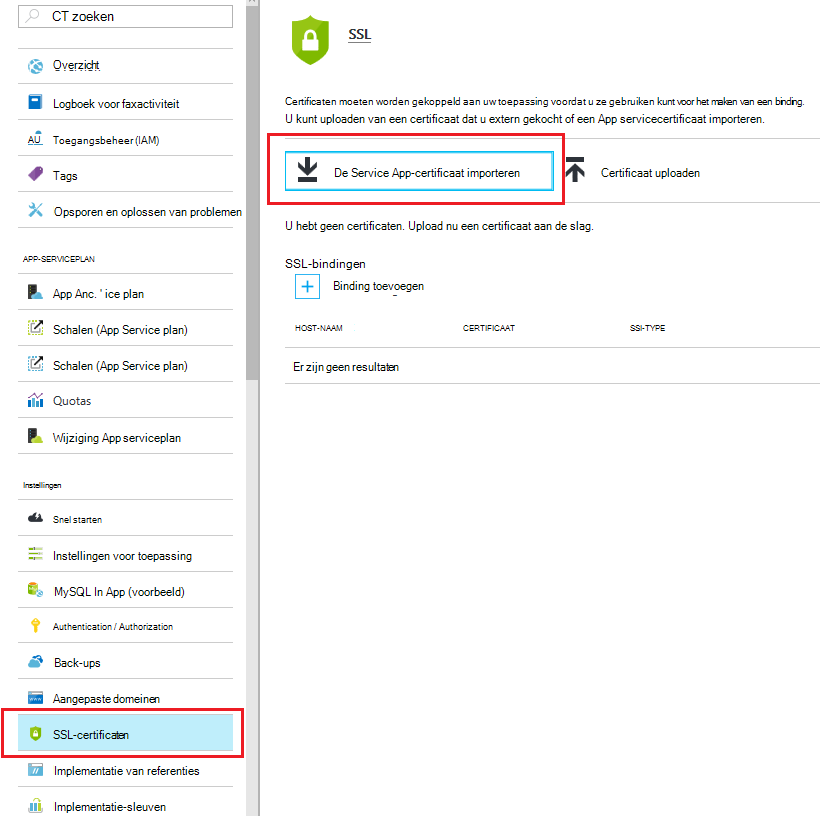 CT zoeken
Overzicht
Logboek voor faxactiviteit
AU Toegangsbeheer (IAM)
Tags
Opsporen en oplossen van problemen
APP-SERVICEPLAN
App Anc. ' ice plan
Schalen (App Service plan)
Schalen (App Service plan)
Quotas
Wijziging App serviceplan
Instellingen
Snel starten
Instellingen voor toepassing
MySQL In App (voorbeeld)
Authentication / Authorization
Back-ups
www Aangepaste domeinen
SSL-certificaten
Implementatie van referenties
Implementatie-sleuven
SSL
Certificaten moeten worden gekoppeld aan uw toepassing voordat u ze gebruiken kunt voor het maken van een binding.
U kunt uploaden van een certificaat dat u extern gekocht of een App servicecertificaat importeren.
De Service App-certificaat importeren
Certificaat uploaden
U hebt geen certificaten. Upload nu een certificaat aan de slag.
SSL-bindingen
Binding toevoegen
HOST-NAAM CERTIFICAAT SSI-TYPE
Er zijn geen resultaten